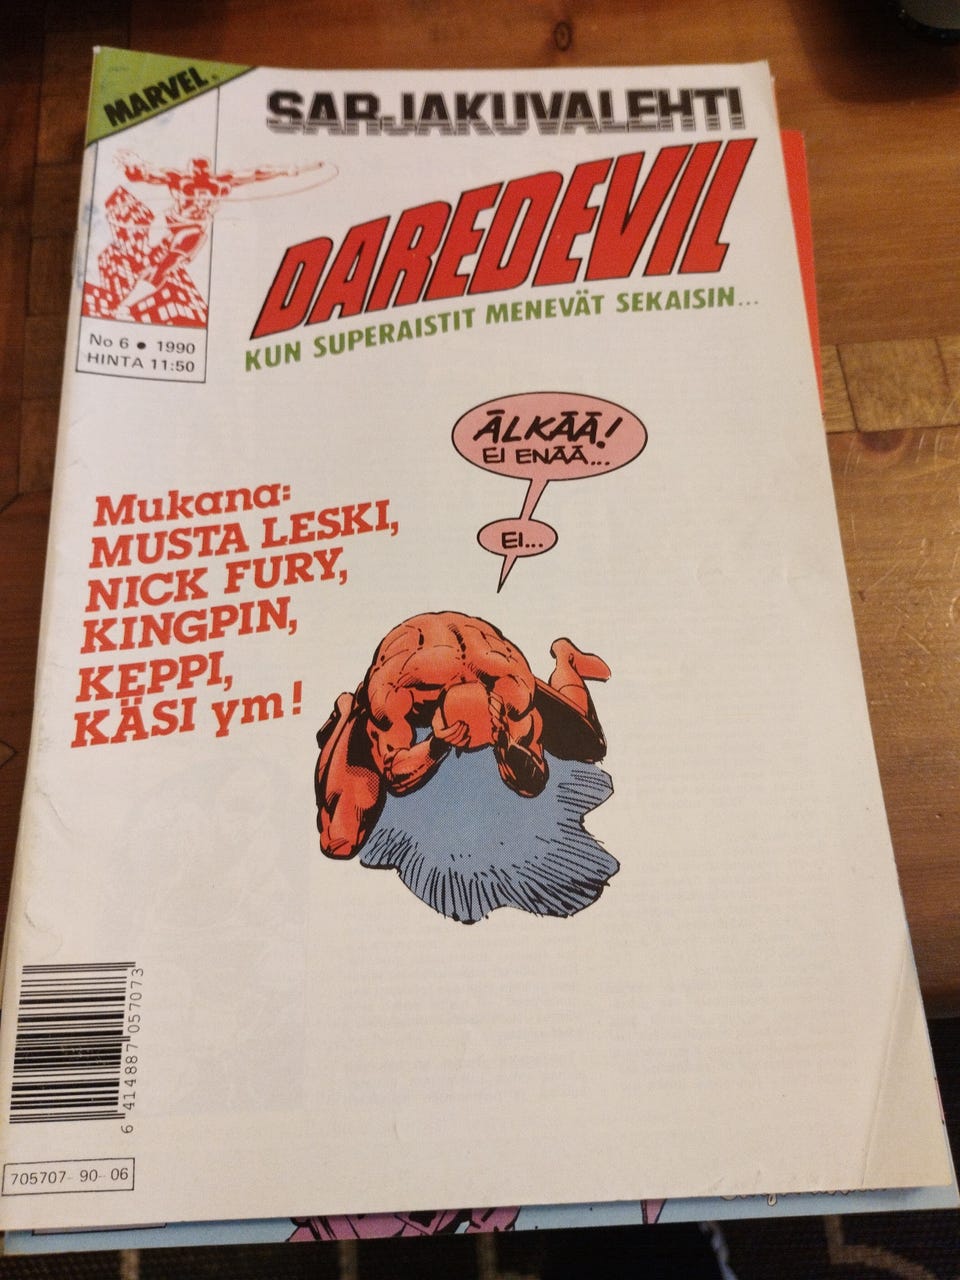 MARVEL®
SARJAKUVALEHTI
DAREDEVIL
KUN SUPERAISTIT MENEVÄT SEKAISIN...
No 6 • 1990
HINTA 11:50
ÄLKÄÄ!
EI ENÄÄ...
EI...
Mukana:
MUSTA LESKI,
NICK FURY,
KINGPIN,
KEPPI,
KÄSI ym!
6 414887 057073
705707-90-06